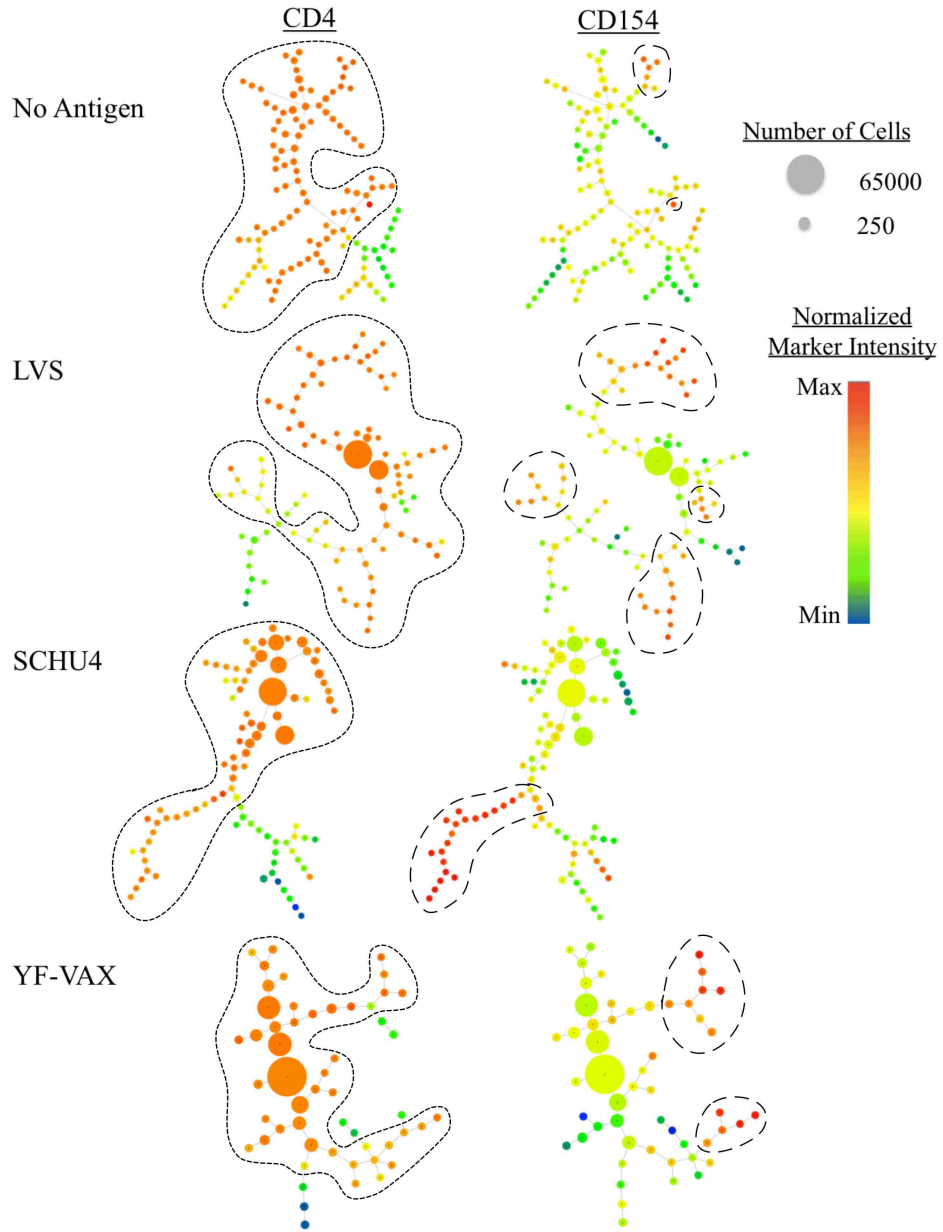 CD4
CD154
No Antigen
Number of Cells
65000
250
Normalized
Marker Intensity
LVS
Max
Min
SCHU4
YF-VAX